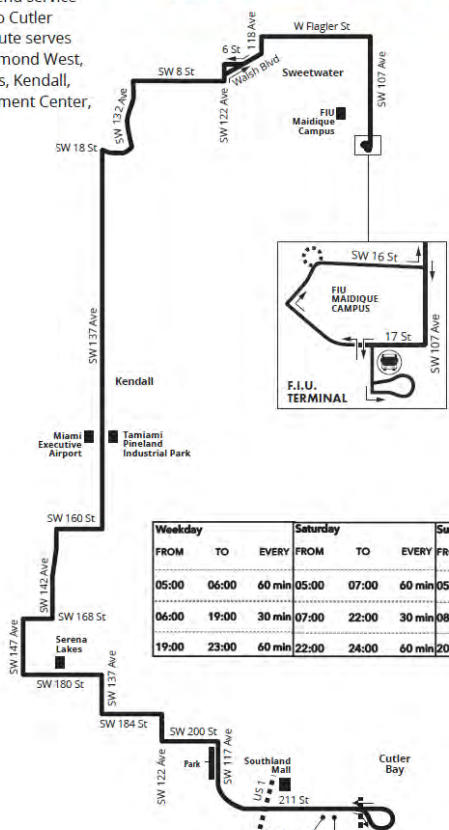 end service
o Cutler
ute serves
mond West,
s, Kendall,
ment Center,
W Flagler St
118 Ave
6 St
Walsh Blvd
SW 8 St
Sweetwater
SW 107 Ave
SW 132 Ave
SW 122 Ave
FIU
Maidique
Campus
SW 18 St
SW 16 St
FIU
MAIDIQUE
CAMPUS
17 St
SW 107 Ave
F.I.U.
TERMINAL
SW 137 Ave
Kendall
Miami
Executive
Airport
Tamiami
Pineland
Industrial Park
SW 160 St
Weekday Saturday Su
FROM TO EVERY FROM TO EVERY FRO
05:00 06:00 60 min 05:00 07:00 60 min 05
06:00 19:00 30 min 07:00 22:00 30 min 08
19:00 23:00 60 min 22:00 24:00 60 min 20
SW 142 Ave
SW 168 St
SW 147 Ave
Serena
Lakes
SW 180 St
SW 137 Ave
SW 184 St
SW 200 St
SW 122 Ave
Park
SW 117 Ave
Southland
Mall
Cutler
Bay
US 1
211 St